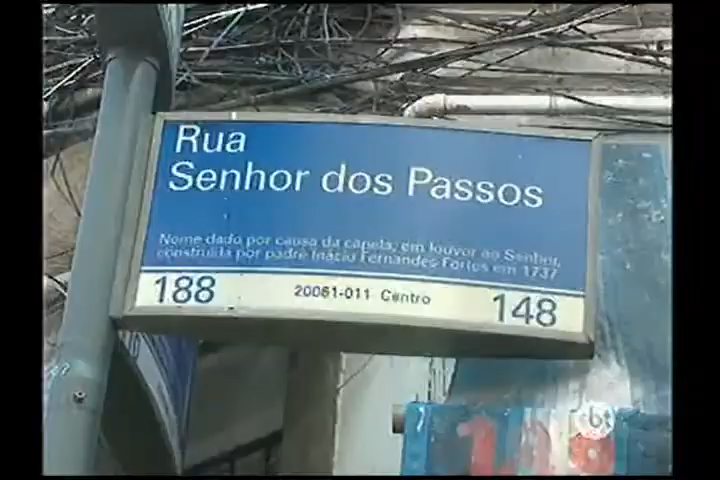 Rua
Senhor dos Passos
Nome dado por causa da capela, em louvor ao Senhor,
construída por padre Inácio Fernandes Fortes em 1737
188 20061-011 Centro 148